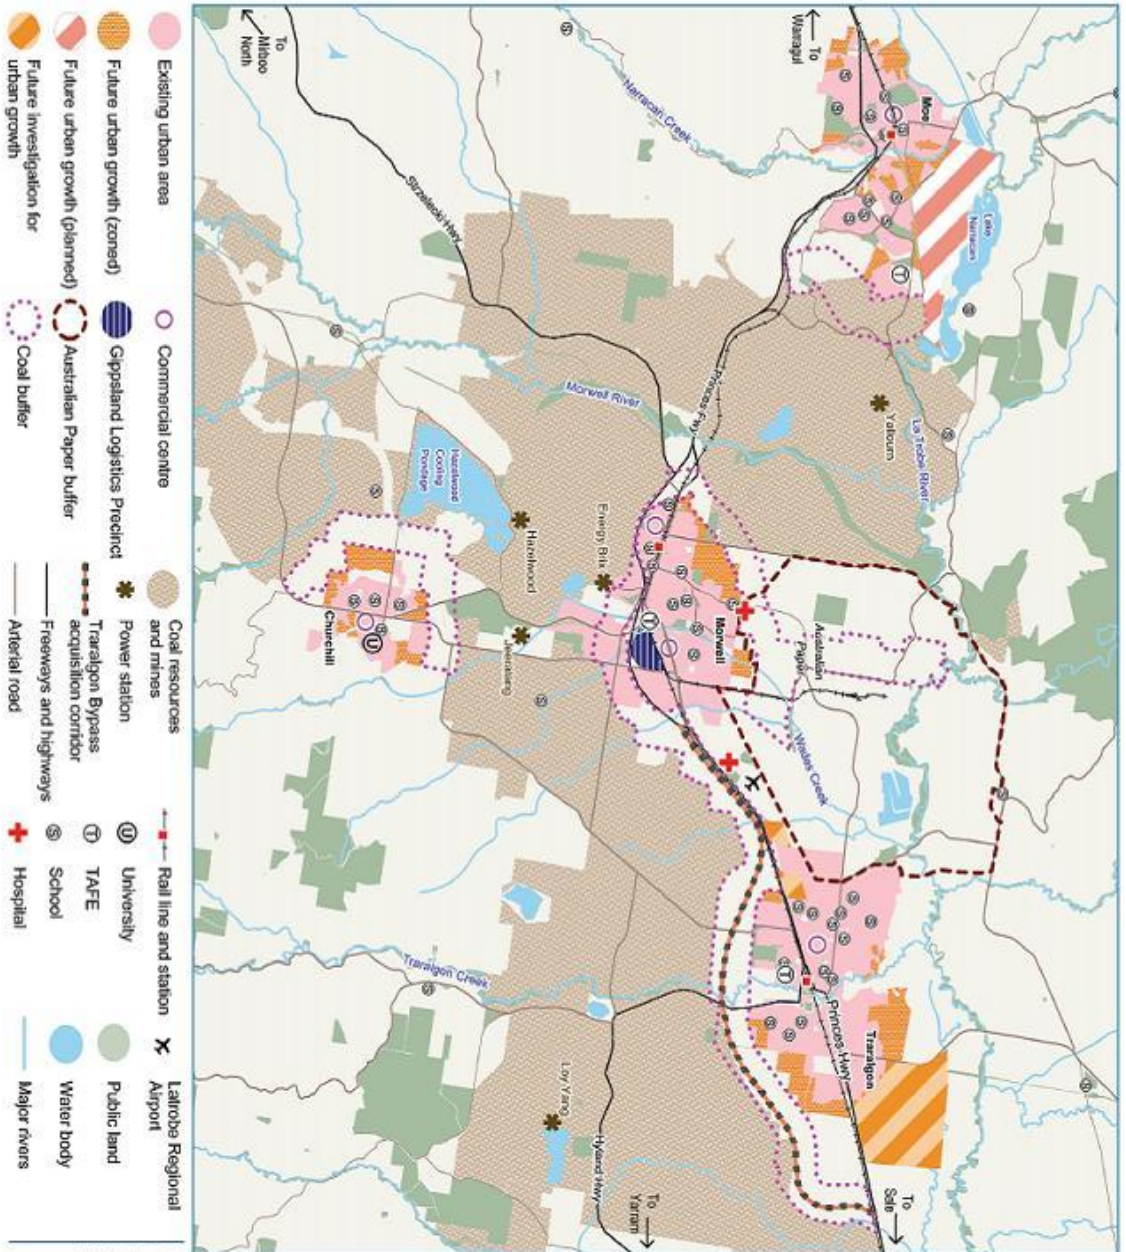 To
Warragul
Moe
Narracan Creek
Lake
Narracan
To
Mirboo
North
Strzelecki Hwy
Princes Fwy
Yallourn
La Trobe River
Morwell River
Hazelwood
Cooling
Pondage
Hazelwood
Energy Brix
Morwell
Australian
Paper
Jeeralang
Churchill
Wades Creek
Traralgon Creek
Traralgon
Princes Hwy
Loy Yang
Hyland Hwy
To
Sale
To
Yarram
S
T
U
Existing urban area
Future urban growth (zoned)
Future urban growth (planned)
Future investigation for
urban growth
Commercial centre
Gippsland Logistics Precinct
Australian Paper buffer
Coal buffer
Coal resources
and mines
Power station
Traralgon Bypass
acquisition corridor
Freeways and highways
Arterial road
Rail line and station
U University
T TAFE
S School
Hospital
Latrobe Regional
Airport
Public land
Water body
Major rivers